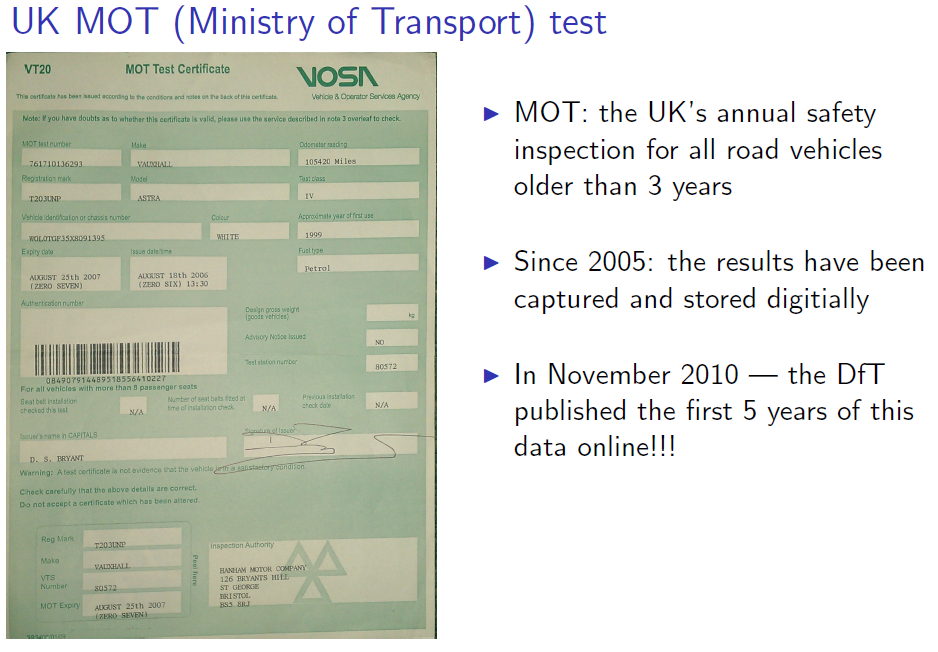 UK MOT (Ministry of Transport) test
VT20
MOT Test Certificate
VOSA
This certificate has been issued according to the conditions and notes on the back of this certificate.
Vehicle & Operator Services Agency
Note: If you have doubts as to whether this certificate is valid, please use the service described in note 3 overleaf to check.
MOT test number
Make
Odometer reading
761710136293
VAUXHALL
105420 Miles
Registration mark
Model
Test class
T203UNP
ASTRA
IV
Vehicle identification or chassis number
Colour
Approximate year of first use
WOLOTGF35X8091395
WHITE
1999
Expiry date
Issue date/time
Fuel type
AUGUST 25th 2007
(ZERO SEVEN)
AUGUST 18th 2006
(ZERO SIX) 13:30
Petrol
Authentication number
Design gross weight
(goods vehicles)
kg
Advisory Notice Issued
NO
Test station number
80572
084907914489518556410227
For all vehicles with more than 8 passenger seats
Seat belt installation
checked this test
N/A
Number of seat belts fitted at
time of installation check
N/A
Previous installation
check date
N/A
Issuer's name in CAPITALS
Signature of Issuer
D. S. BRYANT
Warning: A test certificate is not evidence that the vehicle is in a satisfactory condition.
Check carefully that the above details are correct.
Do not accept a certificate which has been altered.
Reg Mark
T203UNP
Make
VAUXHALL
VTS
Number
80572
MOT Expiry
AUGUST 25th 2007
(ZERO SEVEN)
Peel here
Inspection Authority
HANHAM MOTOR COMPANY
126 BRYANTS HILL
ST GEORGE
BRISTOL
BS5 8RJ
MOT: the UK's annual safety
inspection for all road vehicles
older than 3 years
Since 2005: the results have been
captured and stored digitially
In November 2010 — the DfT
published the first 5 years of this
data online!!!